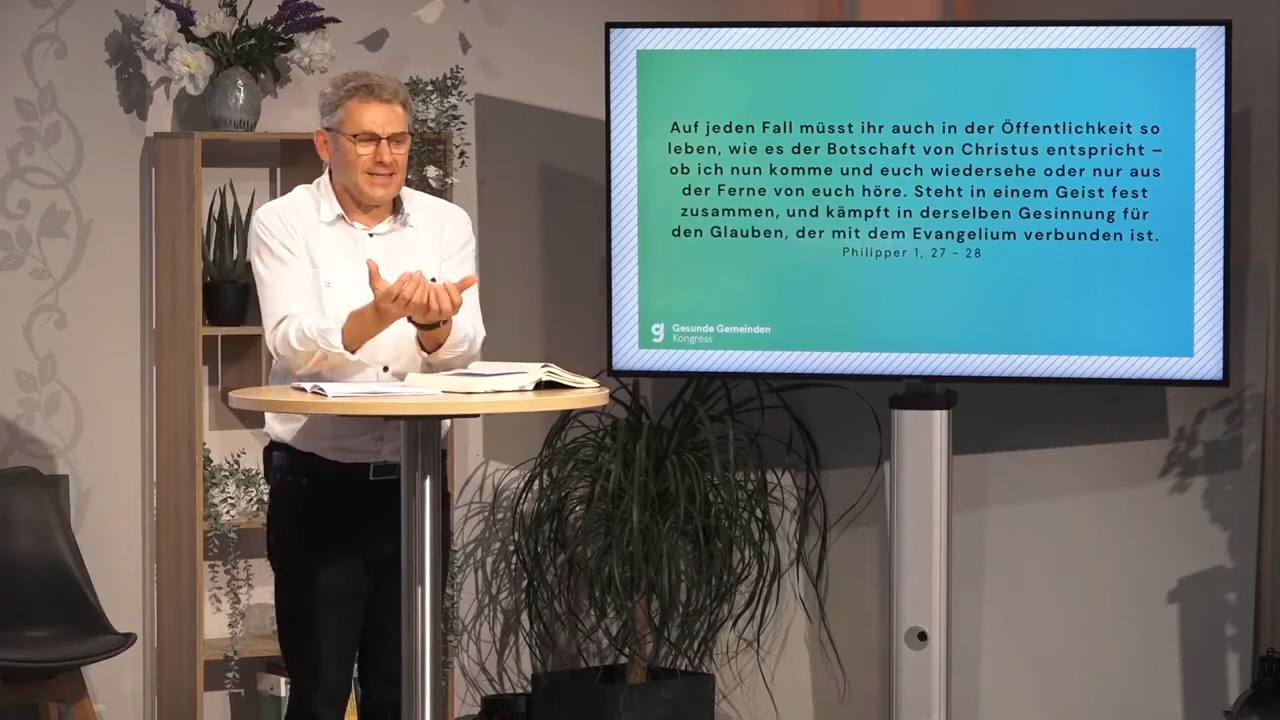 Auf jeden Fall müsst ihr auch in der Öffentlichkeit so
leben, wie es der Botschaft von Christus entspricht –
ob ich nun komme und euch wiedersehe oder nur aus
der Ferne von euch höre. Steht in einem Geist fest
zusammen, und kämpft in derselben Gesinnung für
den Glauben, der mit dem Evangelium verbunden ist.
Philipper 1, 27 - 28
g Gesunde Gemeinden
Kongress